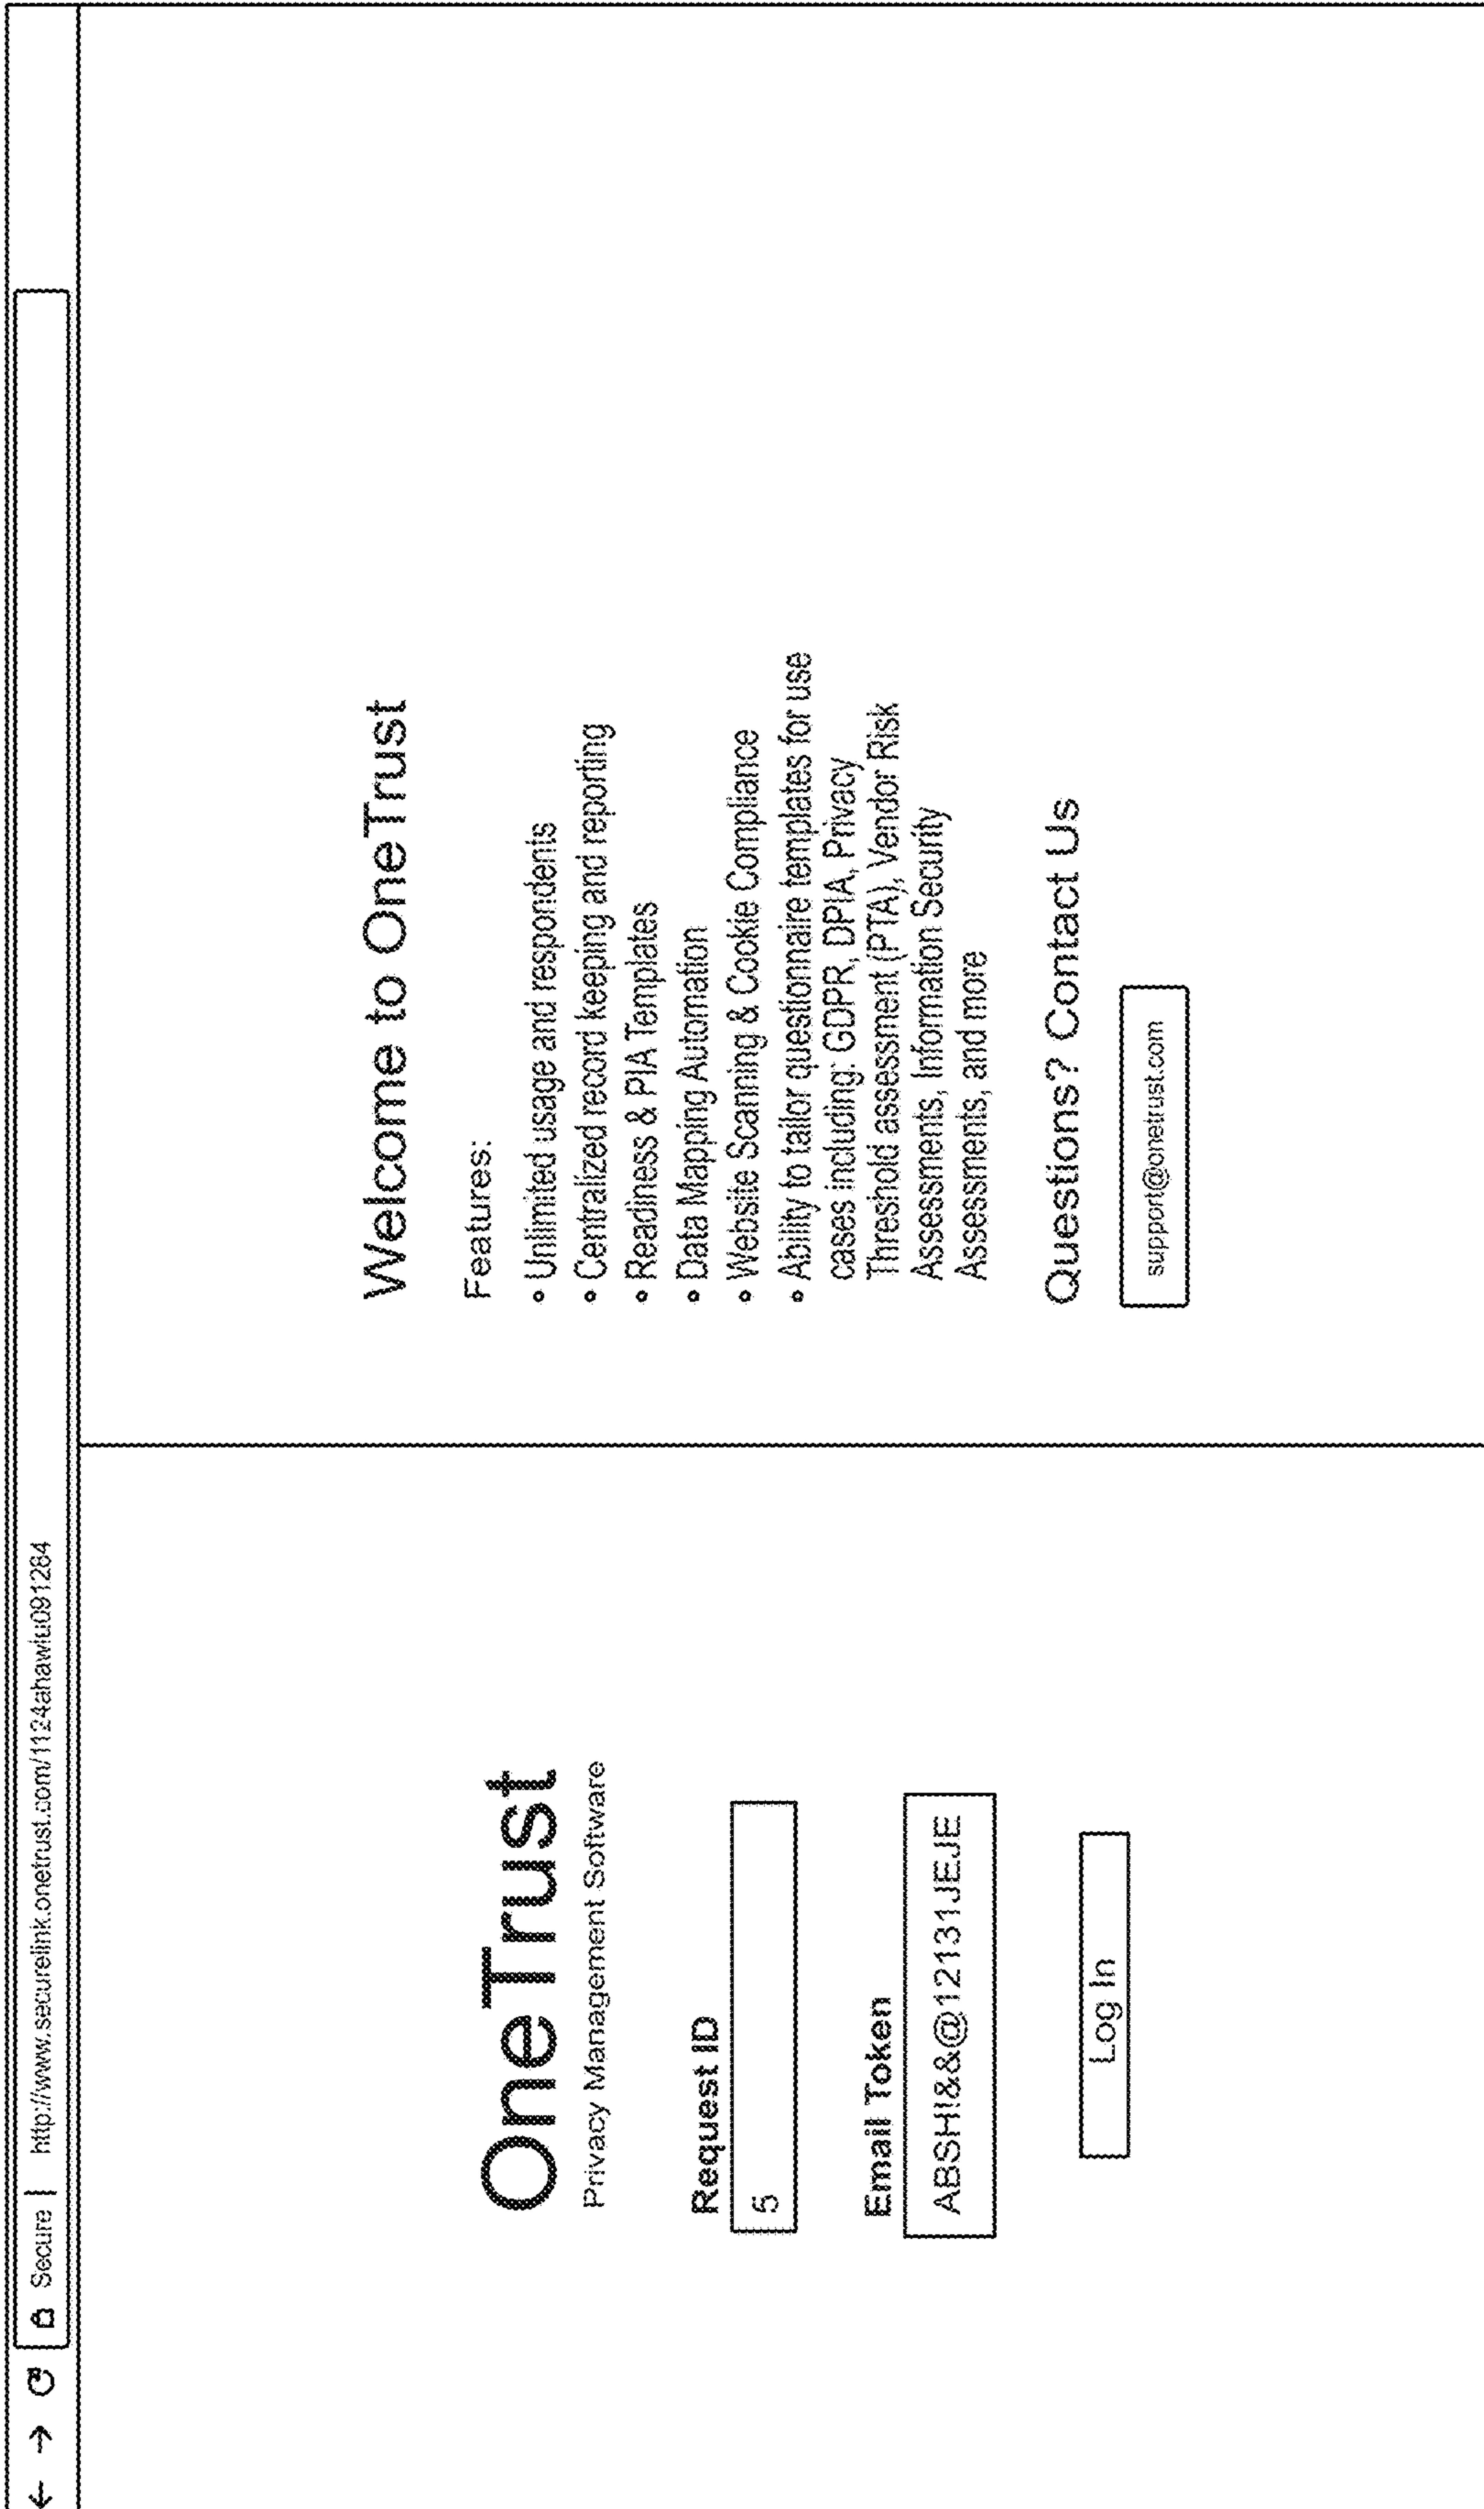 Secure | http://www.securelink.onetrust.com/1124ahawiu091284
OneTrust
Privacy Management Software
Request ID
5
Email Token
ABSHI&&@12131JEJE
Log In
Welcome to OneTrust
Features:
• Unlimited usage and respondents
• Centralized record keeping and reporting
• Readiness & PIA Templates
• Data Mapping Automation
• Website Scanning & Cookie Compliance
• Ability to tailor questionnaire templates for use
cases including: GDPR, DPIA, Privacy
Threshold assessment (PTA), Vendor Risk
Assessments, Information Security
Assessments, and more
Questions? Contact Us
support@onetrust.com